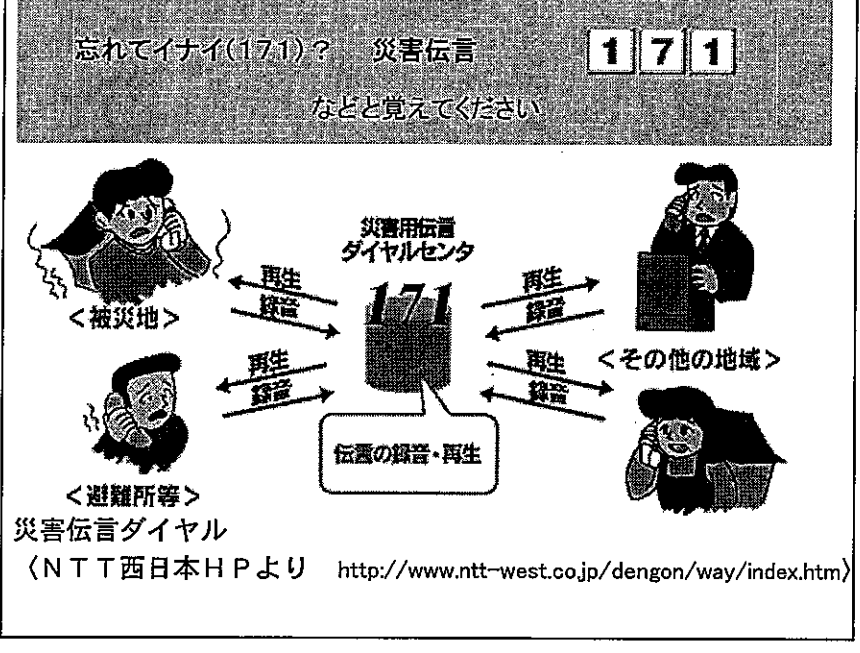 忘れてイナイ(171)?　災害伝言　171
などと覚えてください
災害用伝言
ダイヤルセンタ
171
再生
録音
再生
録音
<被災地>
再生
録音
再生
録音
<その他の地域>
伝言の録音・再生
<避難所等>
災害伝言ダイヤル
〈NTT西日本HPより　http://www.ntt-west.co.jp/dengon/way/index.htm〉